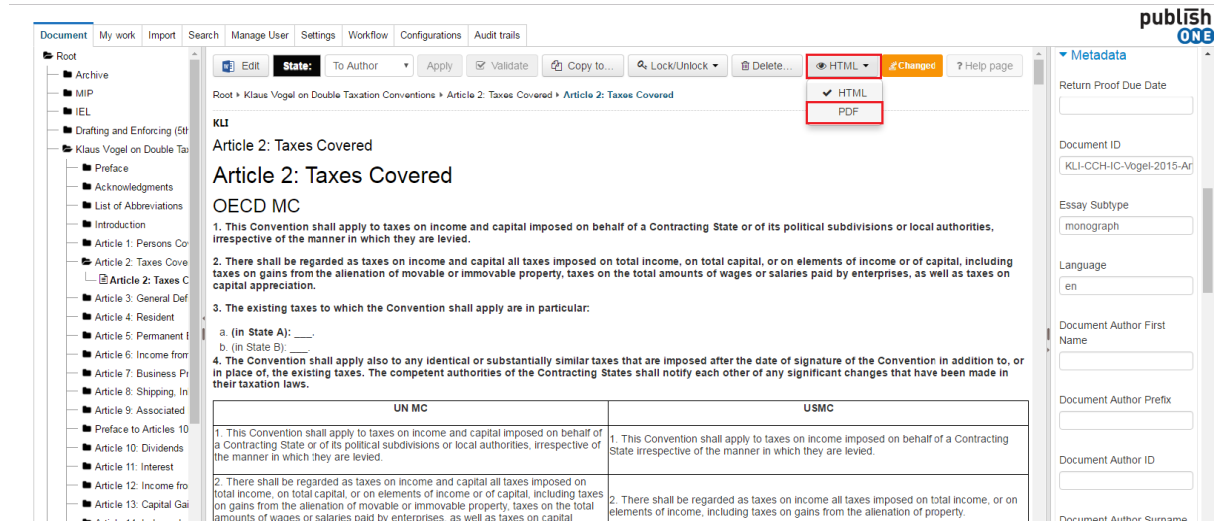 publish
ONE
Document My work Import Search Manage User Settings Workflow Configurations Audit trails
Root
Archive
MIP
IEL
Drafting and Enforcing (5th
Klaus Vogel on Double Tax
Preface
Acknowledgments
List of Abbreviations
Introduction
Article 1: Persons Cov
Article 2: Taxes Cove
Article 2: Taxes C
Article 3: General Def
Article 4: Resident
Article 5: Permanent E
Article 6: Income from
Article 7: Business Pr
Article 8: Shipping, In
Article 9: Associated
Preface to Articles 10
Article 10: Dividends
Article 11: Interest
Article 12: Income fro
Article 13: Capital Gai
Edit State: To Author Apply Validate Copy to... Lock/Unlock Delete... HTML Changed ? Help page
HTML
PDF
Root Klaus Vogel on Double Taxation Conventions Article 2: Taxes Covered Article 2: Taxes Covered
KLI
Article 2: Taxes Covered
Article 2: Taxes Covered
OECD MC
1. This Convention shall apply to taxes on income and capital imposed on behalf of a Contracting State or of its political subdivisions or local authorities,
irrespective of the manner in which they are levied.
2. There shall be regarded as taxes on income and capital all taxes imposed on total income, on total capital, or on elements of income or of capital, including
taxes on gains from the alienation of movable or immovable property, taxes on the total amounts of wages or salaries paid by enterprises, as well as taxes on
capital appreciation.
3. The existing taxes to which the Convention shall apply are in particular:
a. (in State A): ___.
b. (in State B): ___.
4. The Convention shall apply also to any identical or substantially similar taxes that are imposed after the date of signature of the Convention in addition to, or
in place of, the existing taxes. The competent authorities of the Contracting States shall notify each other of any significant changes that have been made in
their taxation laws.
UN MC
USMC
1. This Convention shall apply to taxes on income and capital imposed on behalf of
a Contracting State or of its political subdivisions or local authorities, irrespective of
the manner in which they are levied.
1. This Convention shall apply to taxes on income imposed on behalf of a Contracting
State irrespective of the manner in which they are levied.
2. There shall be regarded as taxes on income and capital all taxes imposed on
total income, on total capital, or on elements of income or of capital, including taxes
on gains from the alienation of movable or immovable property, taxes on the total
amounts of wages or salaries paid by enterprises, as well as taxes on capital
2. There shall be regarded as taxes on income all taxes imposed on total income, or on
elements of income, including taxes on gains from the alienation of property.
Metadata
Return Proof Due Date
Document ID
KLI-CCH-IC-Vogel-2015-Ar
Essay Subtype
monograph
Language
en
Document Author First
Name
Document Author Prefix
Document Author ID
Document Author Surname